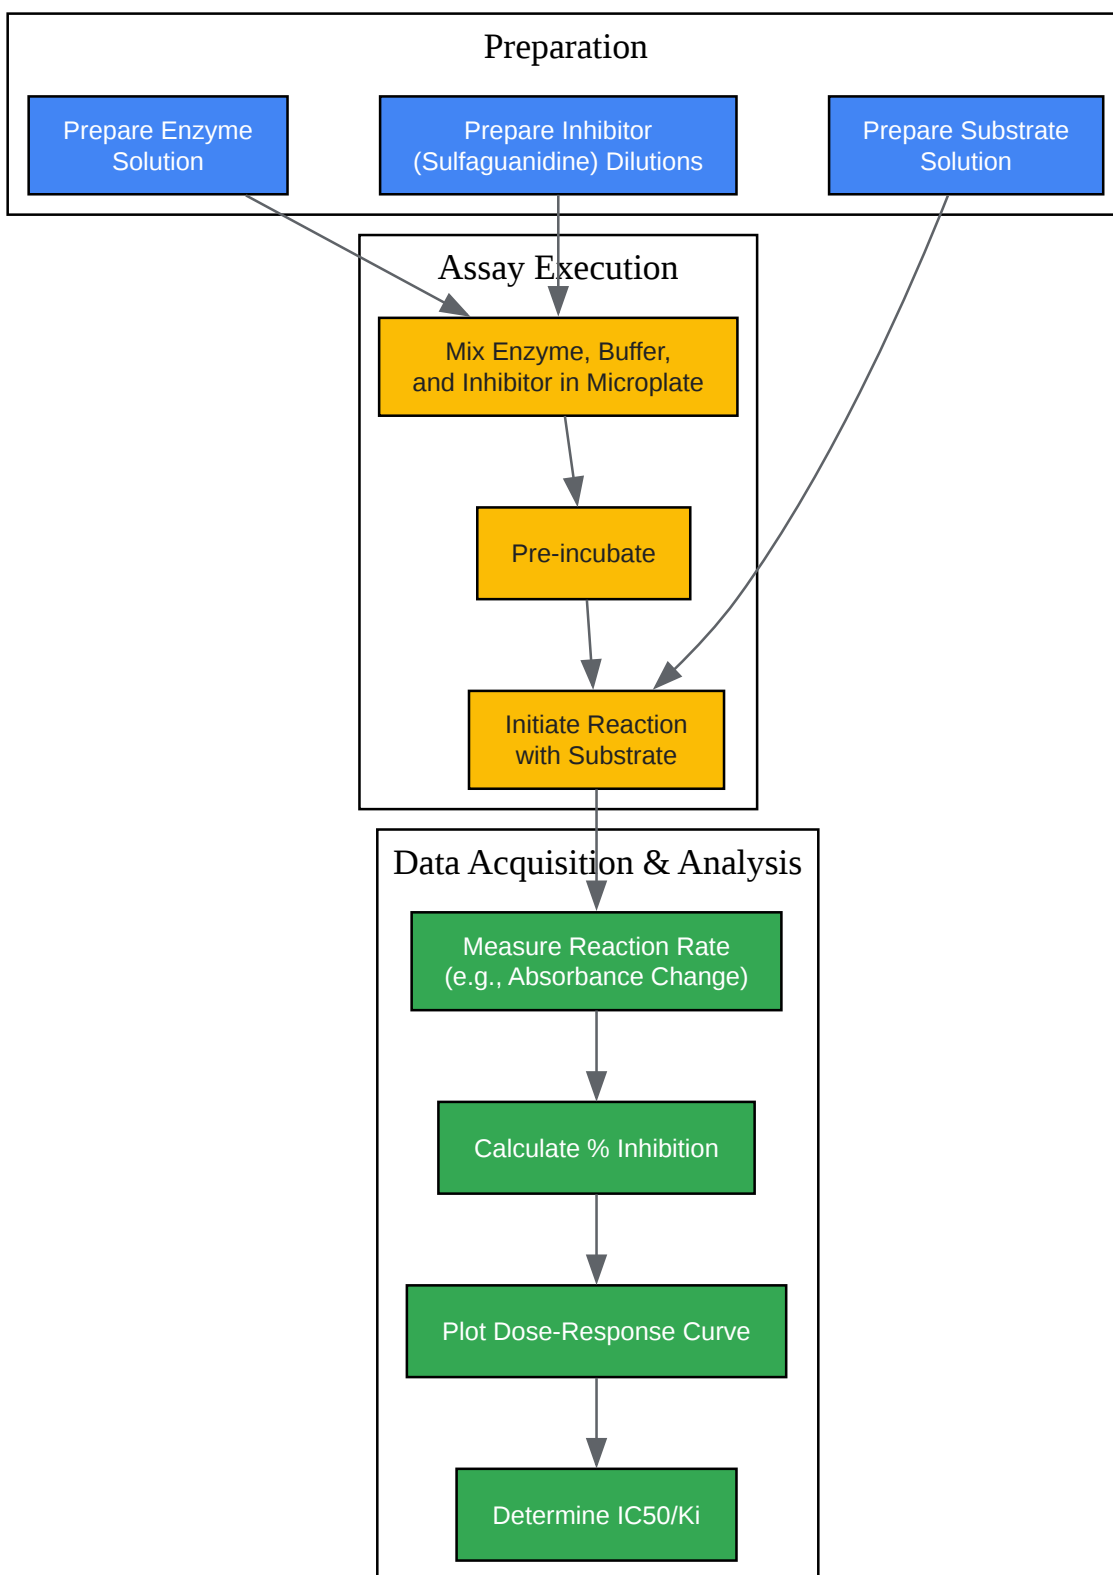 Preparation
Prepare Enzyme
Solution
Prepare Inhibitor
(Sulfaguanidine) Dilutions
Prepare Substrate
Solution
Assay Execution
Mix Enzyme, Buffer,
and Inhibitor in Microplate
Pre-incubate
Initiate Reaction
with Substrate
Data Acquisition & Analysis
Measure Reaction Rate
(e.g., Absorbance Change)
Calculate % Inhibition
Plot Dose-Response Curve
Determine IC50/Ki